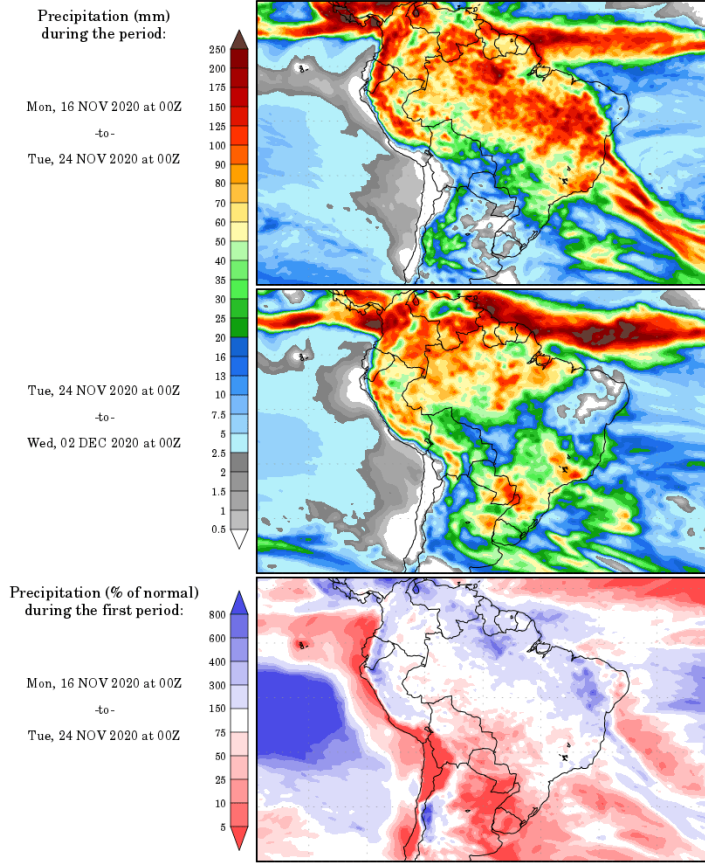 Precipitation (mm)
during the period:
Mon, 16 NOV 2020 at 00Z
-to-
Tue, 24 NOV 2020 at 00Z
Tue, 24 NOV 2020 at 00Z
-to-
Wed, 02 DEC 2020 at 00Z
250
200
175
150
125
100
90
80
70
60
50
45
40
35
30
25
20
16
13
10
7.5
5
2.5
2
1.5
1
0.5
Precipitation (% of normal)
during the first period:
Mon, 16 NOV 2020 at 00Z
-to-
Tue, 24 NOV 2020 at 00Z
800
600
400
300
150
75
50
25
10
5